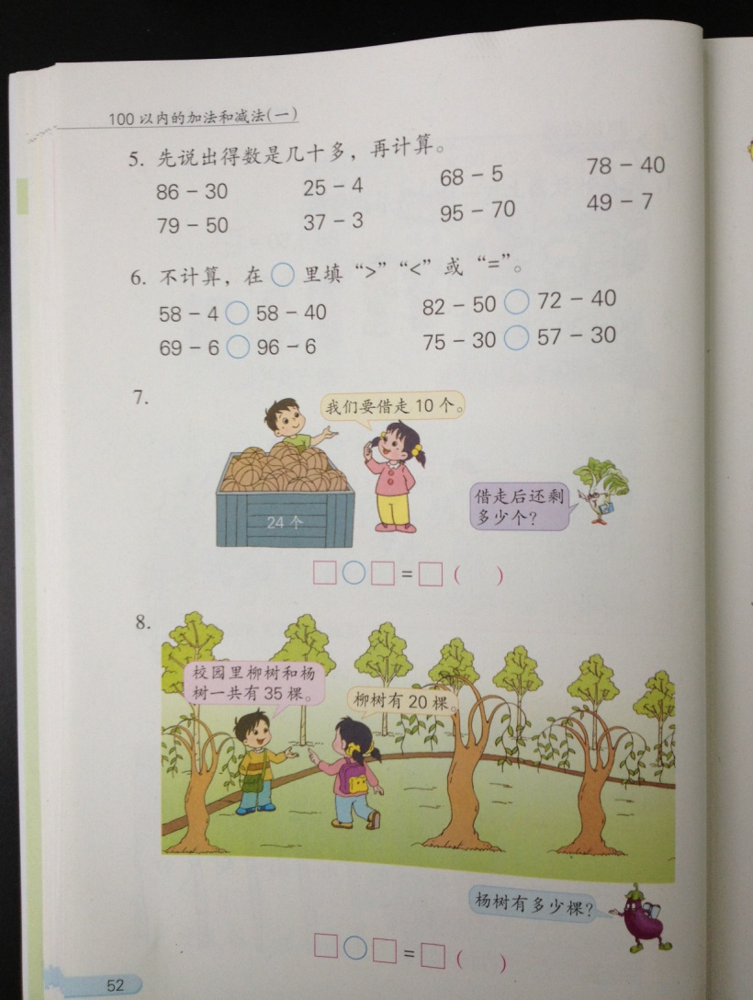 100 以内的加法和减法(一)
5. 先说出得数是几十多，再计算。
86 - 30 25 - 4 68 - 5 78 - 40
79 - 50 37 - 3 95 - 70 49 - 7
6. 不计算，在 ○ 里填 “>” “<” 或 “=”。
58 - 4 ○ 58 - 40 82 - 50 ○ 72 - 40
69 - 6 ○ 96 - 6 75 - 30 ○ 57 - 30
7.
我们要借走 10 个。
24 个
借走后还剩
多少个？
□ ○ □ = □ ( )
8.
校园里柳树和杨
树一共有 35 棵。
柳树有 20 棵。
杨树有多少棵？
□ ○ □ = □ ( )
52